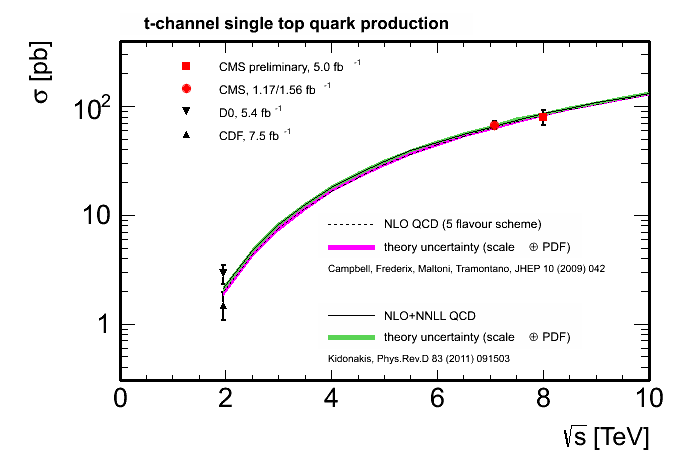 t-channel single top quark production
σ [pb]
CMS preliminary, 5.0 fb -1
CMS, 1.17/1.56 fb -1
D0, 5.4 fb -1
CDF, 7.5 fb -1
10²
10
1
NLO QCD (5 flavour scheme)
theory uncertainty (scale ⊕ PDF)
Campbell, Frederix, Maltoni, Tramontano, JHEP 10 (2009) 042
NLO+NNLL QCD
theory uncertainty (scale ⊕ PDF)
Kidonakis, Phys.Rev.D 83 (2011) 091503
0 2 4 6 8 10
√s [TeV]